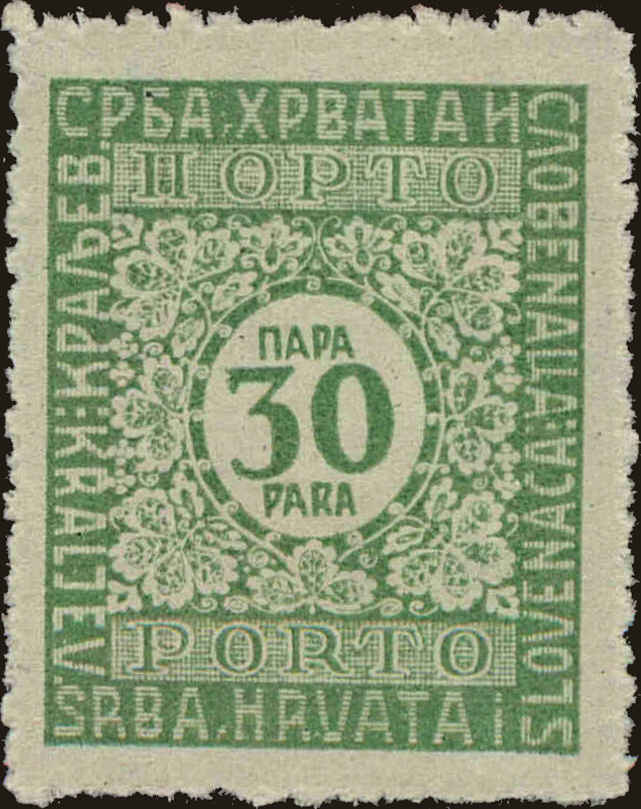 КРАЉЕВ.
СРБА, ХРВАТА И
СЛОВЕНАЦА
ПОРТО
ПАРА
30
PARA
PORTO
KRALJEV.
SRBA, HRVATA i
SLOVENACA